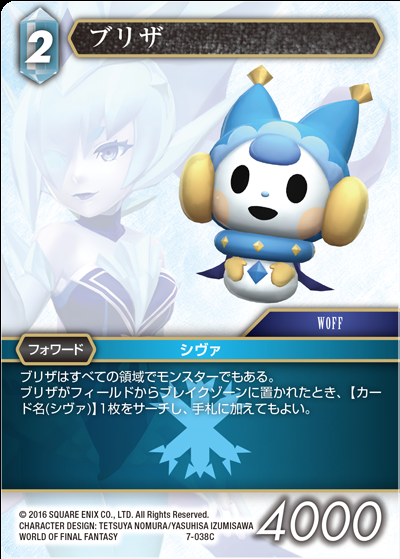 2
ブリザ
WOFF
フォワード
シヴァ
ブリザはすべての領域でモンスターでもある。
ブリザがフィールドからブレイクゾーンに置かれたとき、【カー
ド名(シヴァ)】1枚をサーチし、手札に加えてもよい。
© 2016 SQUARE ENIX CO., LTD. All Rights Reserved.
CHARACTER DESIGN: TETSUYA NOMURA/YASUHISA IZUMISAWA
WORLD OF FINAL FANTASY 7-038C
4000